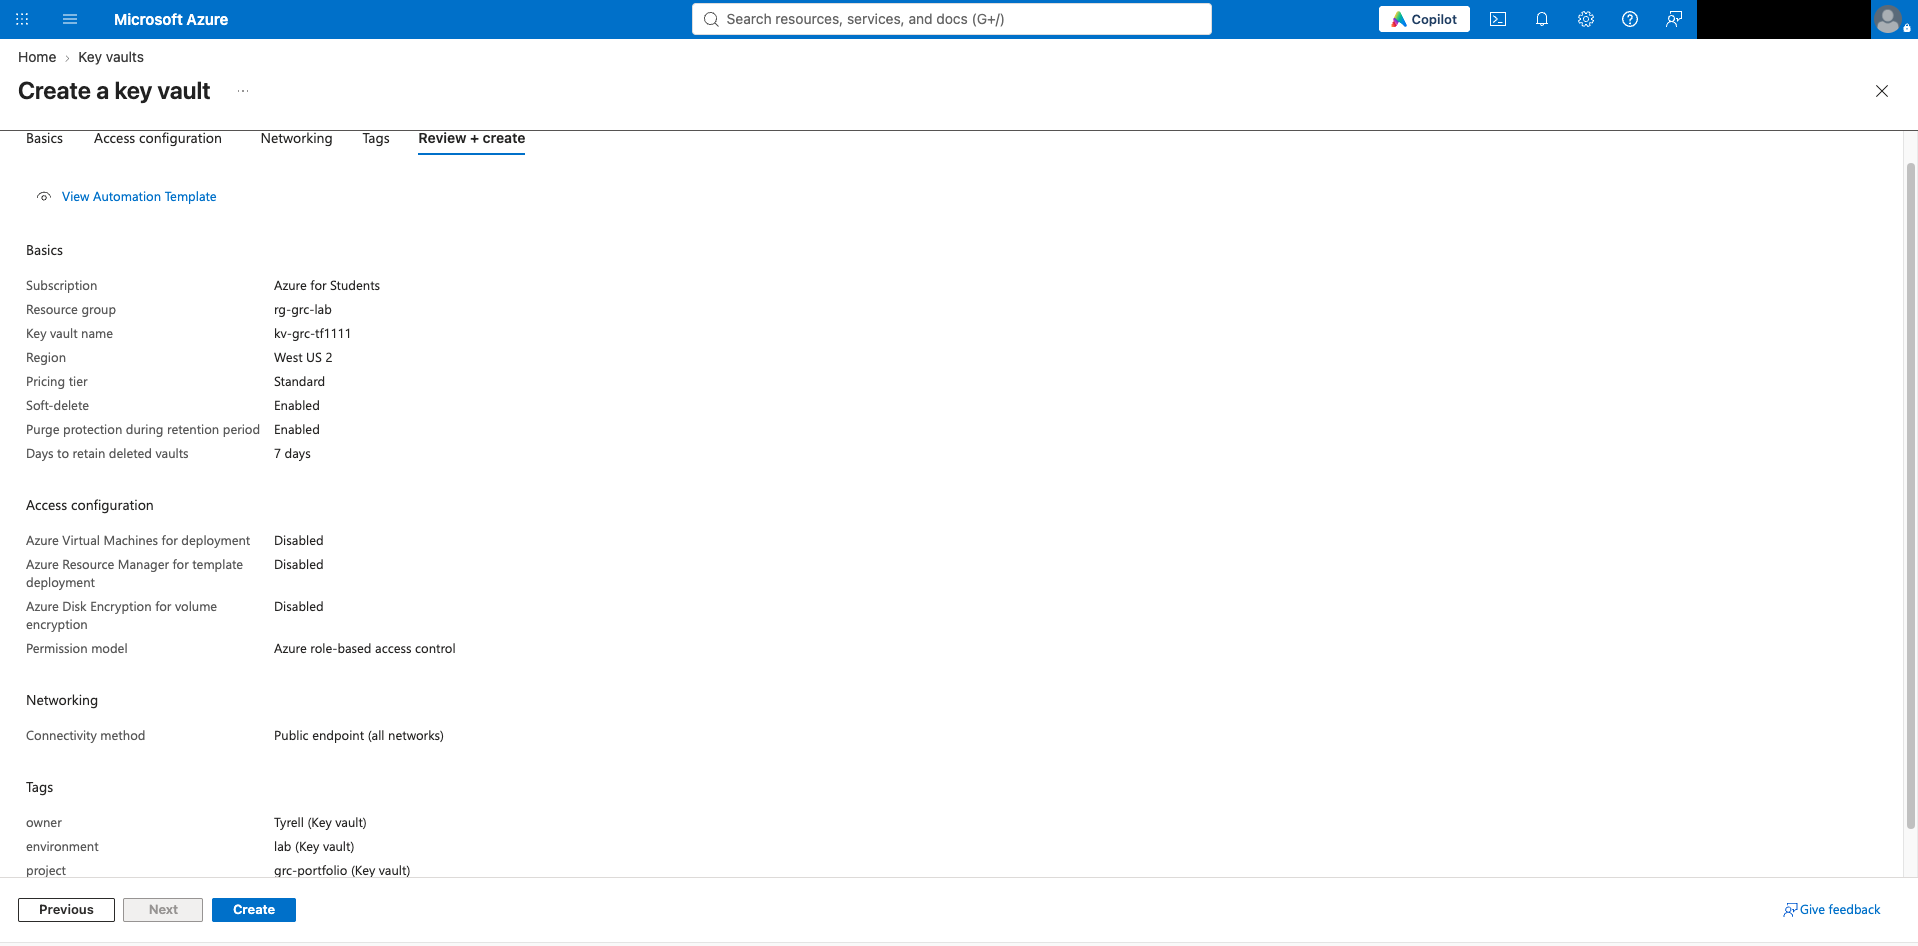 Microsoft Azure
Search resources, services, and docs (G+/)
Copilot
Home > Key vaults
Create a key vault ...
Basics Access configuration Networking Tags Review + create
View Automation Template
Basics
Subscription Azure for Students
Resource group rg-grc-lab
Key vault name kv-grc-tf1111
Region West US 2
Pricing tier Standard
Soft-delete Enabled
Purge protection during retention period Enabled
Days to retain deleted vaults 7 days
Access configuration
Azure Virtual Machines for deployment Disabled
Azure Resource Manager for template Disabled
deployment
Azure Disk Encryption for volume Disabled
encryption
Permission model Azure role-based access control
Networking
Connectivity method Public endpoint (all networks)
Tags
owner Tyrell (Key vault)
environment lab (Key vault)
project grc-portfolio (Key vault)
Previous Next Create Give feedback